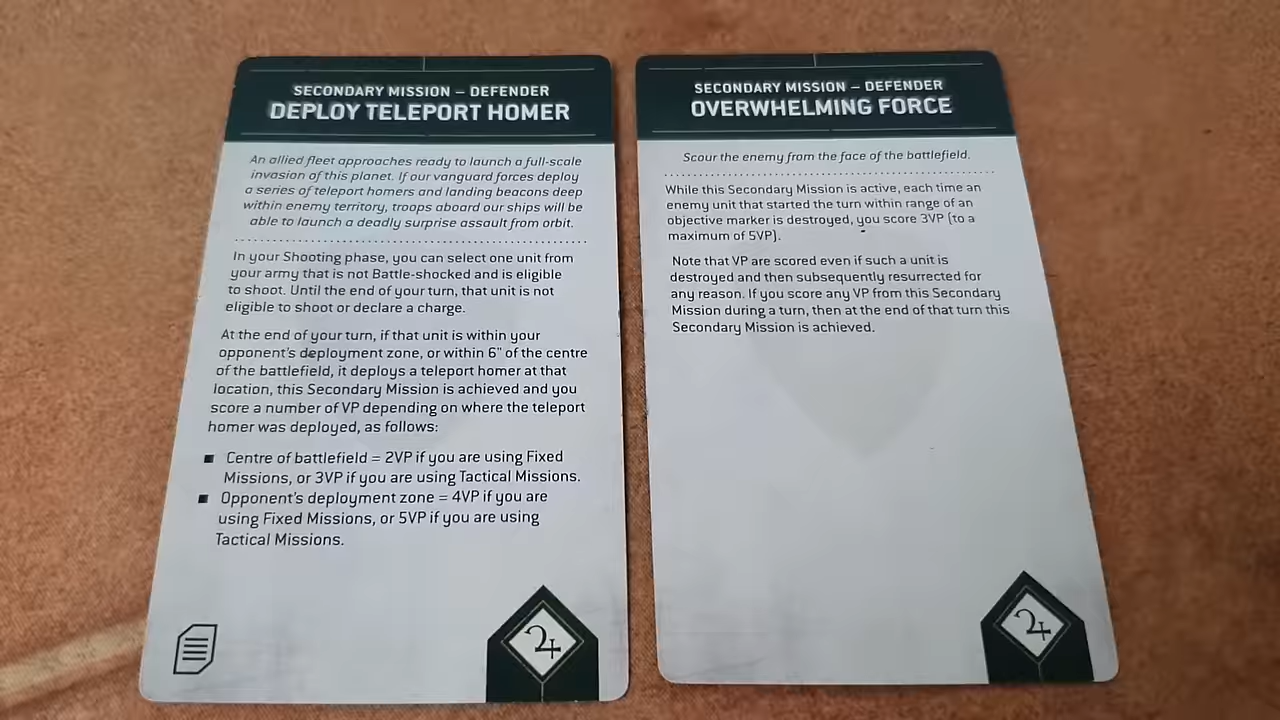 SECONDARY MISSION – DEFENDER
DEPLOY TELEPORT HOMER
An allied fleet approaches ready to launch a full-scale
invasion of this planet. If our vanguard forces deploy
a series of teleport homers and landing beacons deep
within enemy territory, troops aboard our ships will be
able to launch a deadly surprise assault from orbit.
In your Shooting phase, you can select one unit from
your army that is not Battle-shocked and is eligible
to shoot. Until the end of your turn, that unit is not
eligible to shoot or declare a charge.
At the end of your turn, if that unit is within your
opponent's deployment zone, or within 6" of the centre
of the battlefield, it deploys a teleport homer at that
location, this Secondary Mission is achieved and you
score a number of VP depending on where the teleport
homer was deployed, as follows:
■ Centre of battlefield = 2VP if you are using Fixed
Missions, or 3VP if you are using Tactical Missions.
■ Opponent's deployment zone = 4VP if you are
using Fixed Missions, or 5VP if you are using
Tactical Missions.
SECONDARY MISSION – DEFENDER
OVERWHELMING FORCE
Scour the enemy from the face of the battlefield.
While this Secondary Mission is active, each time an
enemy unit that started the turn within range of an
objective marker is destroyed, you score 3VP (to a
maximum of 5VP).
Note that VP are scored even if such a unit is
destroyed and then subsequently resurrected for
any reason. If you score any VP from this Secondary
Mission during a turn, then at the end of that turn this
Secondary Mission is achieved.